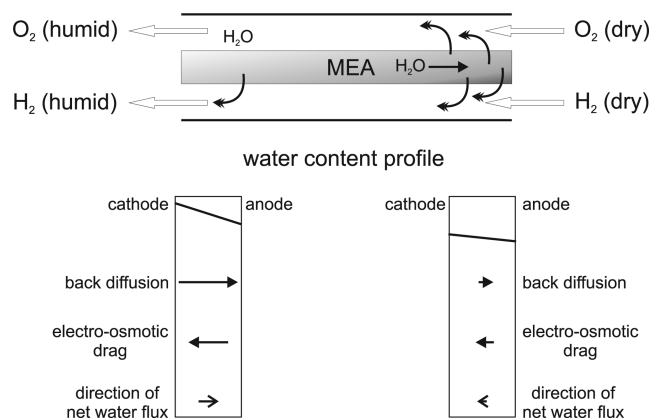 O2 (humid)
H2O
O2 (dry)
MEA
H2O
H2 (humid)
H2 (dry)
water content profile
cathode
anode
cathode
anode
back diffusion
back diffusion
electro-osmotic
drag
electro-osmotic
drag
direction of
net water flux
direction of
net water flux